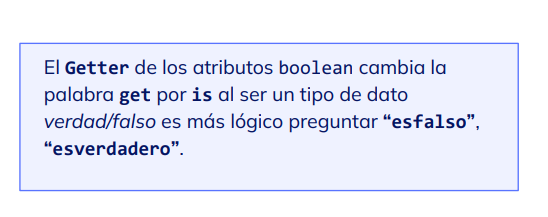 El Getter de los atributos boolean cambia la
palabra get por is al ser un tipo de dato
verdad/falso es más lógico preguntar “esfalso”,
“esverdadero”.